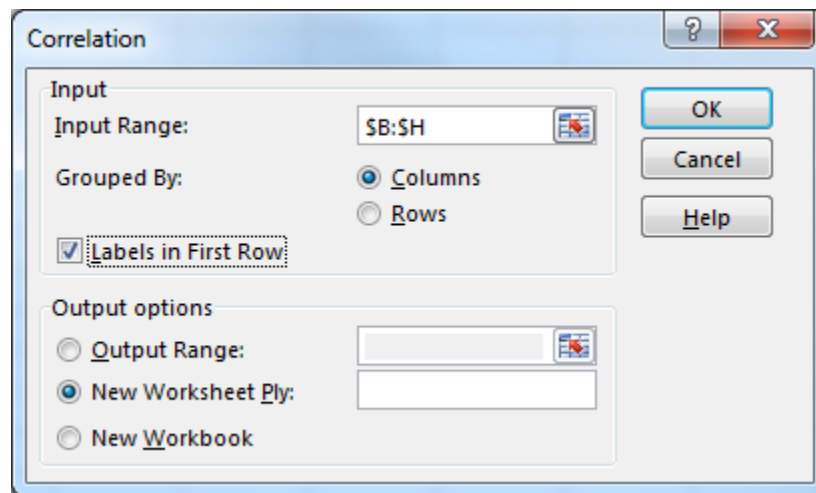 Correlation
Input
Input Range: $B:$H
OK
Grouped By: Columns
Cancel
Rows
Help
Labels in First Row
Output options
Output Range:
New Worksheet Ply:
New Workbook